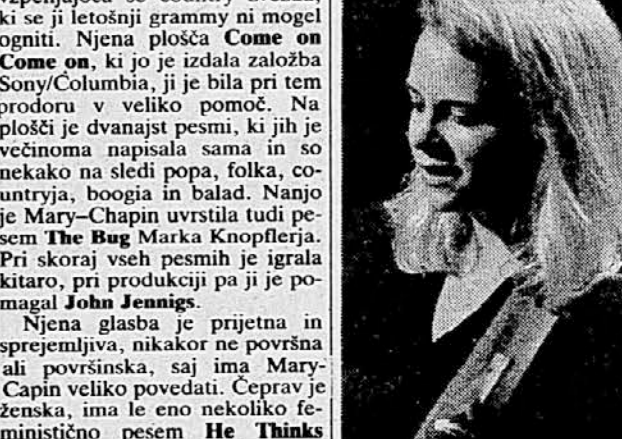 vzpenjajoča se country zvezda,
ki se ji letošnji grammy ni mogel
ogniti. Njena plošča Come on
Come on, ki jo je izdala založba
Sony/Columbia, ji je bila pri tem
prodoru v veliko pomoč. Na
plošči je dvanajst pesmi, ki jih je
večinoma napisala sama in so
nekako na sledi popa, folka, co-
untryja, boogia in balad. Nanjo
je Mary–Chapin uvrstila tudi pe-
sem The Bug Marka Knopflerja.
Pri skoraj vseh pesmih je igrala
kitaro, pri produkciji pa ji je po-
magal John Jennigs.
Njena glasba je prijetna in
sprejemljiva, nikakor ne površna
ali površinska, saj ima Mary-
Capin veliko povedati. Čeprav je
ženska, ima le eno nekoliko fe-
ministično pesem He Thinks